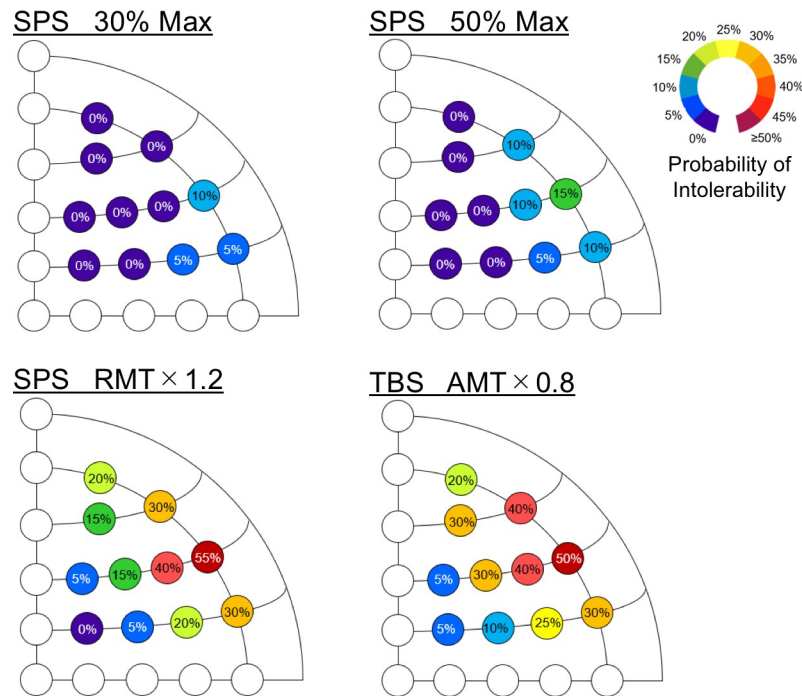 SPS 30% Max
SPS 50% Max
0%
0%
0%
0% 0% 0% 10%
0% 0% 5% 5%
0%
10%
0%
0% 0% 10% 15%
0% 0% 5% 10%
20% 25% 30%
15% 35%
10% 40%
5% 45%
0% ≥50%
Probability of
Intolerability
SPS RMT × 1.2
TBS AMT × 0.8
20%
30%
15%
5% 15% 40% 55%
0% 5% 20% 30%
20%
40%
30%
5% 30% 40% 50%
5% 10% 25% 30%